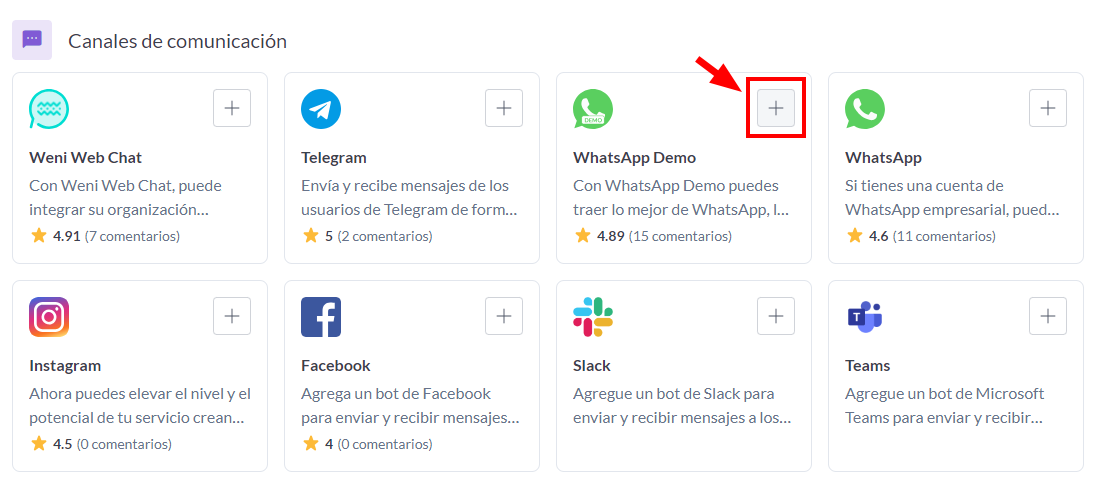 Canales de comunicación
Weni Web Chat
Con Weni Web Chat, puede
integrar su organización...
4.91 (7 comentarios)
Telegram
Envía y recibe mensajes de los
usuarios de Telegram de form...
5 (2 comentarios)
DEMO
WhatsApp Demo
Con WhatsApp Demo puedes
traer lo mejor de WhatsApp, l...
4.89 (15 comentarios)
WhatsApp
Si tienes una cuenta de
WhatsApp empresarial, pued...
4.6 (11 comentarios)
Instagram
Ahora puedes elevar el nivel y el
potencial de tu servicio crean...
4.5 (0 comentarios)
Facebook
Agrega un bot de Facebook
para enviar y recibir mensajes...
4 (0 comentarios)
Slack
Agregue un bot de Slack para
enviar y recibir mensajes a los...
T
Teams
Agregue un bot de Microsoft
Teams para enviar y recibir...